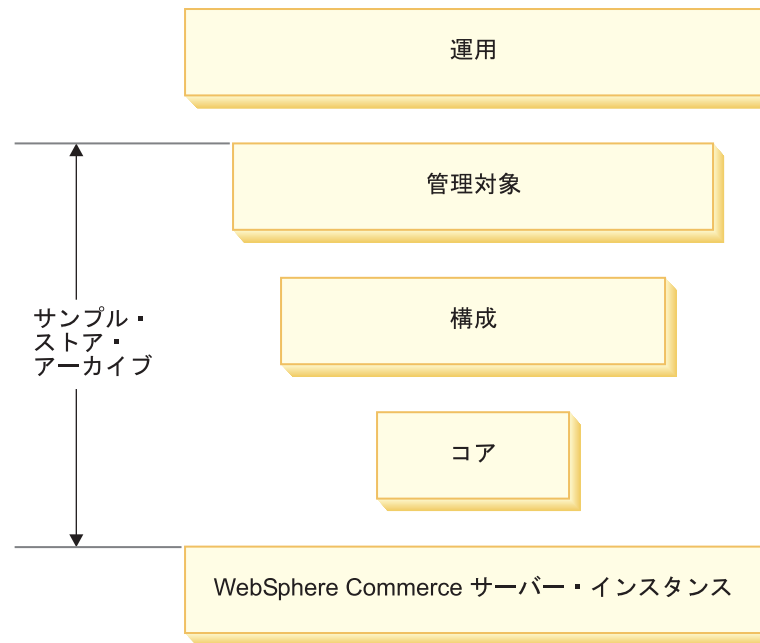 運用
管理対象
サンプル・
ストア・
アーカイブ
構成
コア
WebSphere Commerce サーバー・インスタンス